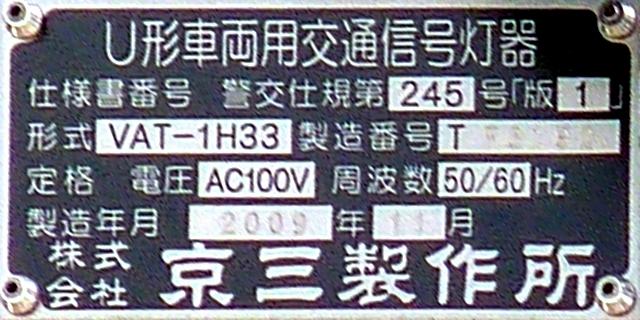 U形車両用交通信号灯器
仕様書番号 警交仕規第 245 号「版 1」
形式 VAT-1H33 製造番号 T
定格 電圧 AC100V 周波数 50/60 Hz
製造年月 2009 年 11 月
株式会社 京三製作所